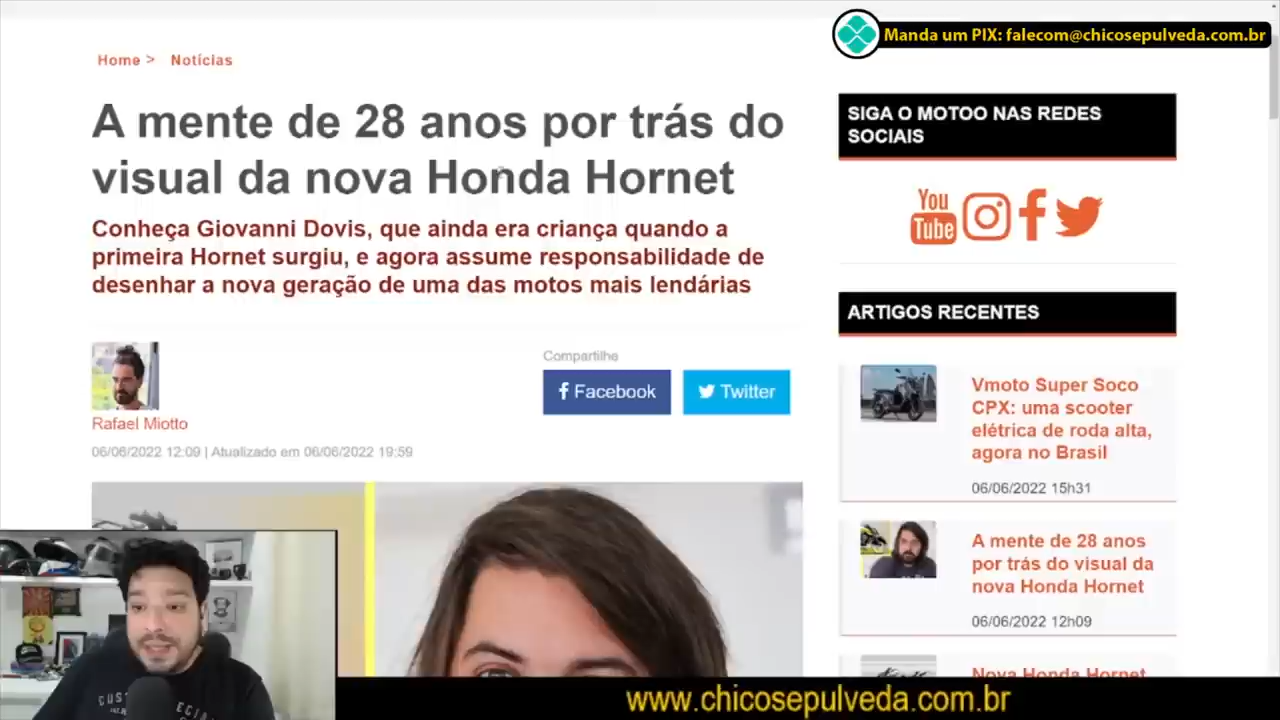 Manda um PIX: falecom@chicosepulveda.com.br
Home > Notícias
A mente de 28 anos por trás do
visual da nova Honda Hornet
Conheça Giovanni Dovis, que ainda era criança quando a
primeira Hornet surgiu, e agora assume responsabilidade de
desenhar a nova geração de uma das motos mais lendárias
Rafael Miotto
06/06/2022 12:09 | Atualizado em 06/06/2022 19:59
Compartilhe
Facebook
Twitter
SIGA O MOTOO NAS REDES
SOCIAIS
You
Tube
ARTIGOS RECENTES
Vmoto Super Soco
CPX: uma scooter
elétrica de roda alta,
agora no Brasil
06/06/2022 15h31
A mente de 28 anos
por trás do visual da
nova Honda Hornet
06/06/2022 12h09
Nova Honda Hornet
www.chicosepulveda.com.br